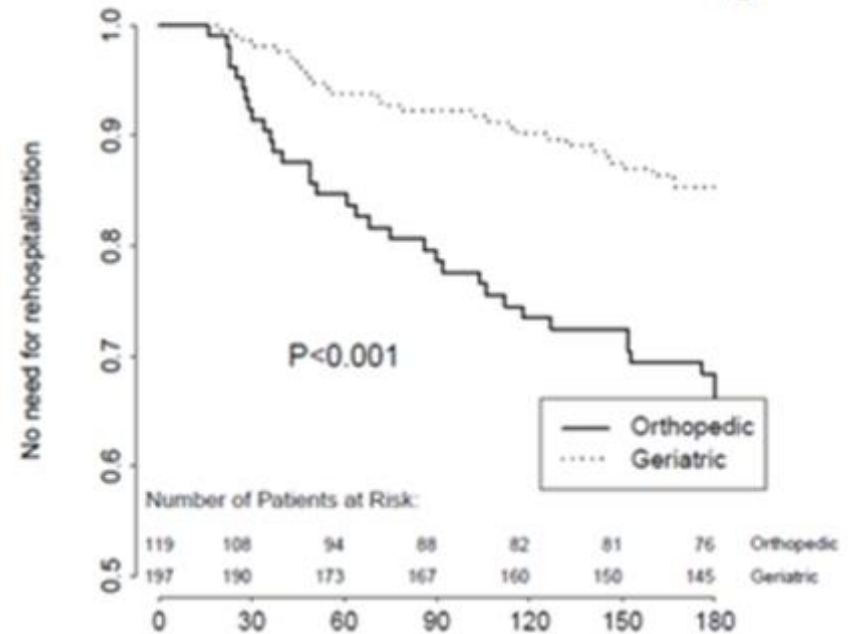 1.0
0.9
0.8
0.7
0.6
0.5
No need for rehospitalization
P<0.001
Orthopedic
Geriatric
Number of Patients at Risk:
119 108 94 88 82 81 76 Orthopedic
197 190 173 167 160 150 145 Geriatric
0 30 60 90 120 150 180